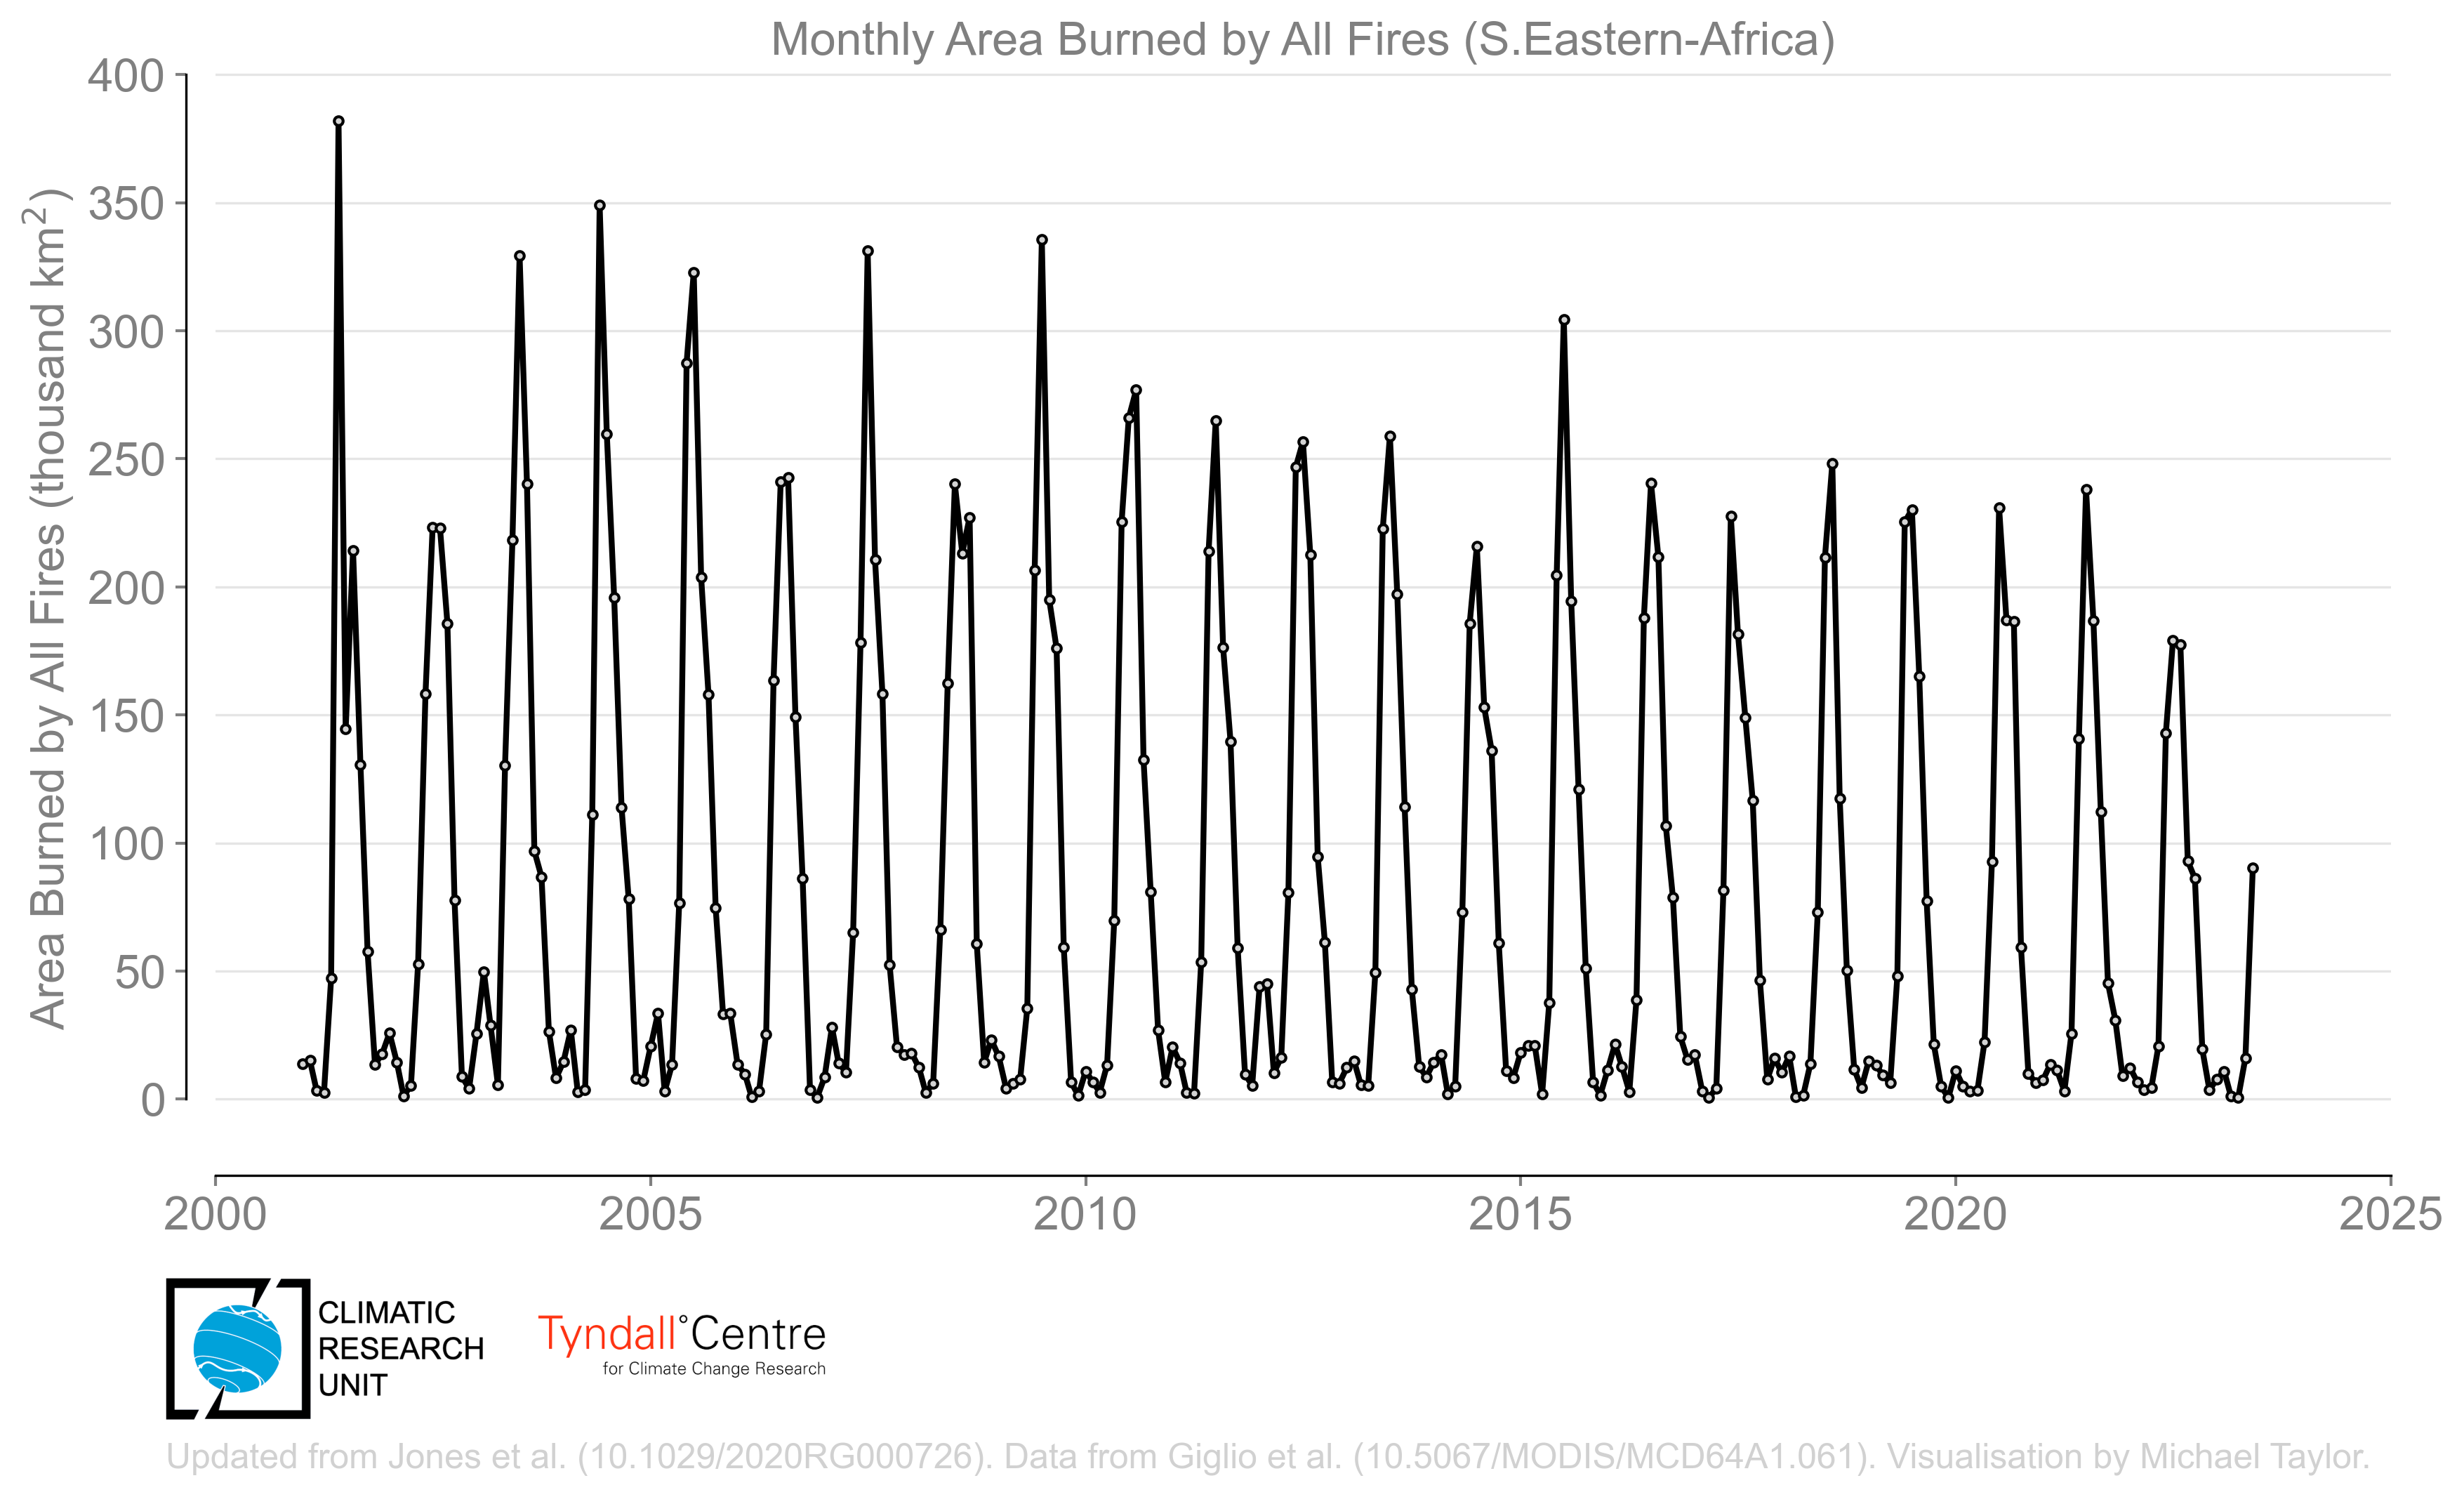 Monthly Area Burned by All Fires (S.Eastern-Africa)
Area Burned by All Fires (thousand km²)
400
350
300
250
200
150
100
50
0
2000 2005 2010 2015 2020 2025
CLIMATIC
RESEARCH
UNIT
Tyndall°Centre
for Climate Change Research
Updated from Jones et al. (10.1029/2020RG000726). Data from Giglio et al. (10.5067/MODIS/MCD64A1.061). Visualisation by Michael Taylor.